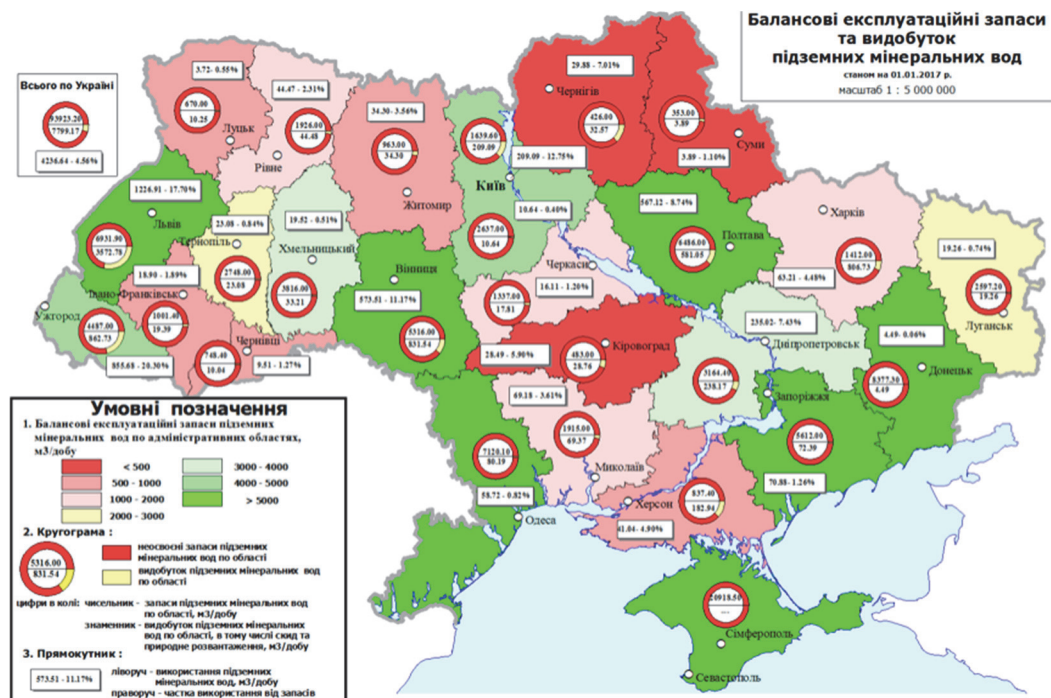 Балансові експлуатаційні запаси
та видобуток
підземних мінеральних вод
станом на 01.01.2017 р.
масштаб 1 : 5 000 000
Всього по Україні
93923.20
7799.17
4236.64 - 4.56%
3.72- 0.55%
670.00
10.25
Луцьк
44.47 - 2.31%
1926.00
44.48
Рівне
34.30 - 3.56%
963.00
34.30
Житомир
1639.60
209.09
Київ
209.09 - 12.75%
29.88 - 7.01%
Чернігів
426.00
32.57
353.00
3.89
Суми
3.89 - 1.10%
1226.91 - 17.70%
Львів
6931.90
3572.78
23.08 - 0.84%
Тернопіль
2748.00
23.08
19.52 - 0.51%
Хмельницький
3816.00
33.21
Вінниця
573.51 - 11.17%
5316.00
831.54
10.64 - 0.40%
2637.00
10.64
Черкаси
16.11 - 1.20%
1337.00
17.81
567.12 - 8.74%
6486.00
581.05
Полтава
Харків
1412.00
806.73
63.21 - 4.48%
19.26 - 0.74%
2597.20
19.26
Луганськ
18.90 - 1.89%
Івано-Франківськ
1001.40
19.39
Ужгород
4487.00
862.73
855.68 - 20.30%
748.40
10.04
Чернівці
9.51 - 1.27%
28.49 - 5.90%
Кіровоград
483.00
28.76
235.02- 7.43%
Дніпропетровськ
3164.40
238.17
4.49- 0.06%
8377.30
4.49
Донецьк
Запоріжжя
5612.00
72.39
70.88 - 1.26%
69.18 - 3.61%
1915.00
69.37
Миколаїв
7120.10
80.19
58.72 - 0.82%
Одеса
Херсон
837.40
182.94
41.04- 4.90%
20918.50
...
Сімферополь
Севастополь
Умовні позначення
1. Балансові експлуатаційні запаси підземних
мінеральних вод по адміністративних областях,
м3/добу
< 500
500 - 1000
1000 - 2000
2000 - 3000
3000 - 4000
4000 - 5000
> 5000
2. Кругограма :
5316.00
831.54
неосвоєні запаси підземних
мінеральних вод по області
видобуток підземних мінеральних вод
по області
цифри в колі: чисельник - запаси підземних мінеральних вод
по області, м3/добу
знаменник - видобуток підземних мінеральних
вод по області, в тому числі скид та
природне розвантаження, м3/добу
3. Прямокутник :
573.51 - 11.17%
ліворуч - використання підземних
мінеральних вод, м3/добу
праворуч - частка використання від запасів